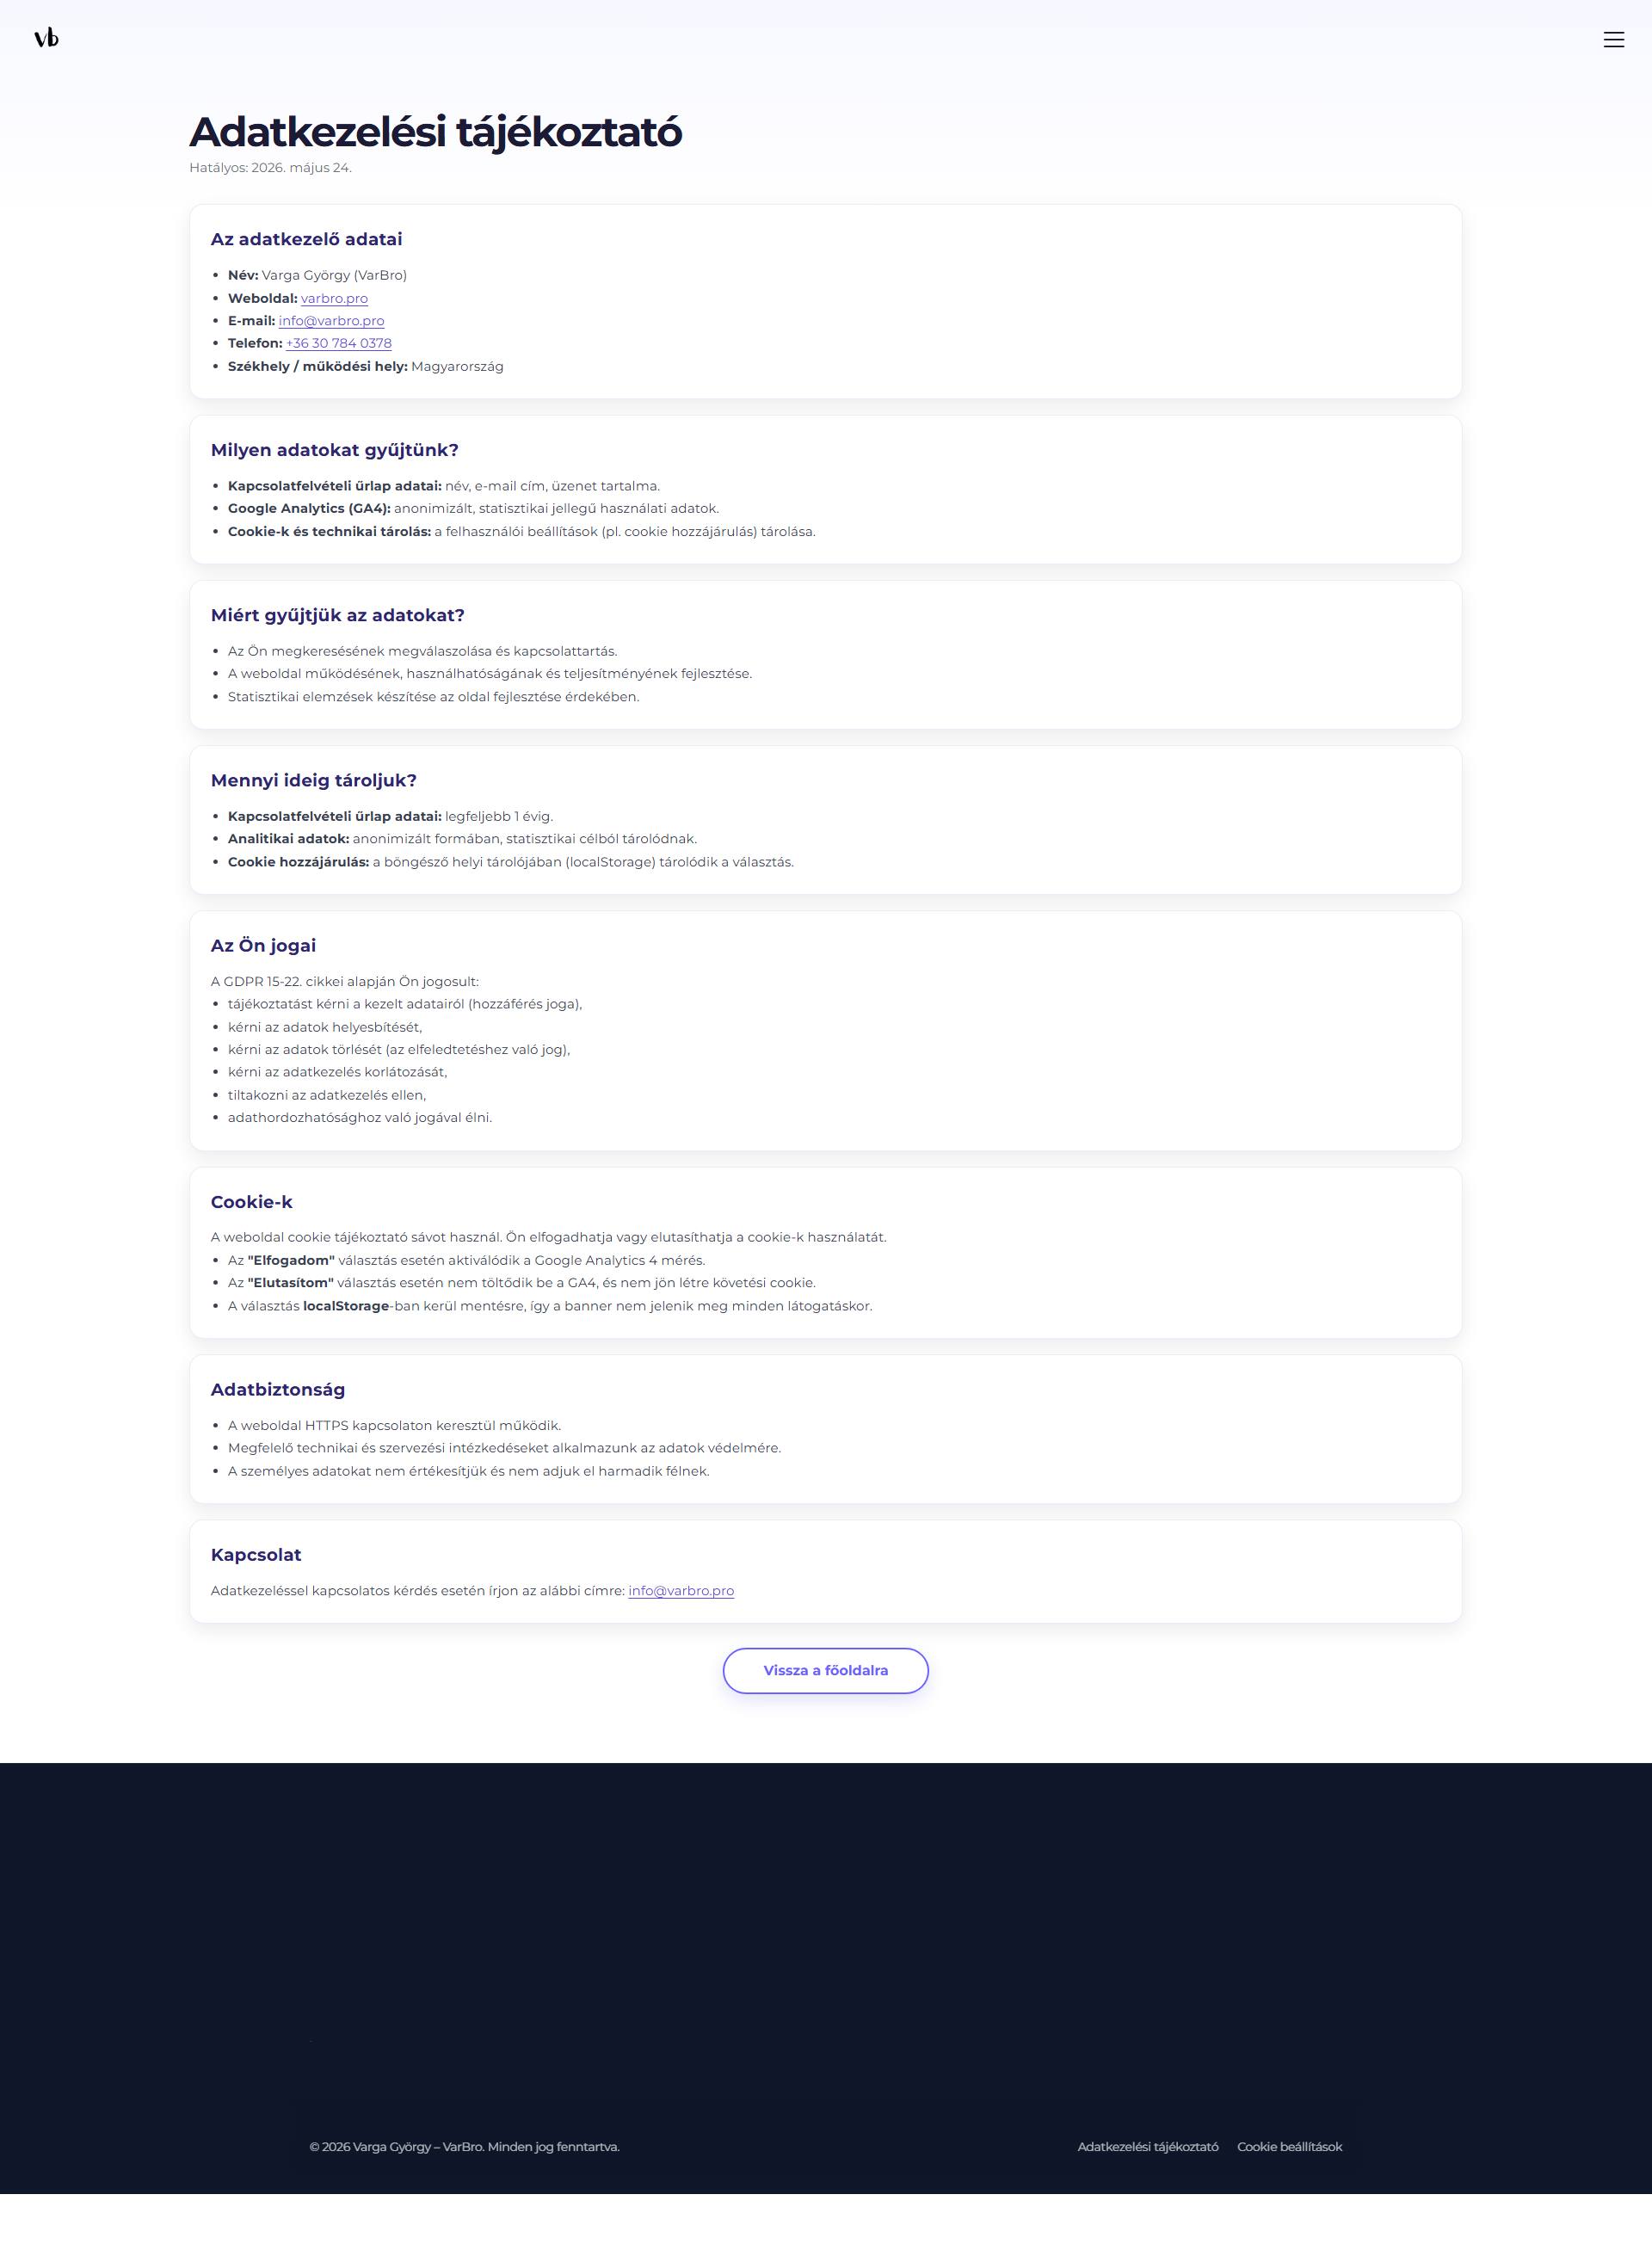 vb
Adatkezelési tájékoztató
Hatályos: 2026. május 24.
Az adatkezelő adatai
• Név: Varga György (VarBro)
• Weboldal: varbro.pro
• E-mail: info@varbro.pro
• Telefon: +36 30 784 0378
• Székhely / működési hely: Magyarország
Milyen adatokat gyűjtünk?
• Kapcsolatfelvételi űrlap adatai: név, e-mail cím, üzenet tartalma.
• Google Analytics (GA4): anonimizált, statisztikai jellegű használati adatok.
• Cookie-k és technikai tárolás: a felhasználói beállítások (pl. cookie hozzájárulás) tárolása.
Miért gyűjtjük az adatokat?
• Az Ön megkeresésének megválaszolása és kapcsolattartás.
• A weboldal működésének, használhatóságának és teljesítményének fejlesztése.
• Statisztikai elemzések készítése az oldal fejlesztése érdekében.
Mennyi ideig tároljuk?
• Kapcsolatfelvételi űrlap adatai: legfeljebb 1 évig.
• Analitikai adatok: anonimizált formában, statisztikai célból tárolódnak.
• Cookie hozzájárulás: a böngésző helyi tárolójában (localStorage) tárolódik a választás.
Az Ön jogai
A GDPR 15-22. cikkei alapján Ön jogosult:
• tájékoztatást kérni a kezelt adatairól (hozzáférés joga),
• kérni az adatok helyesbítését,
• kérni az adatok törlését (az elfeledtetéshez való jog),
• kérni az adatkezelés korlátozását,
• tiltakozni az adatkezelés ellen,
• adathordozhatósághoz való jogával élni.
Cookie-k
A weboldal cookie tájékoztató sávot használ. Ön elfogadhatja vagy elutasíthatja a cookie-k használatát.
• Az "Elfogadom" választás esetén aktiválódik a Google Analytics 4 mérés.
• Az "Elutasítom" választás esetén nem töltődik be a GA4, és nem jön létre követési cookie.
• A választás localStorage-ban kerül mentésre, így a banner nem jelenik meg minden látogatáskor.
Adatbiztonság
• A weboldal HTTPS kapcsolaton keresztül működik.
• Megfelelő technikai és szervezési intézkedéseket alkalmazunk az adatok védelmére.
• A személyes adatokat nem értékesítjük és nem adjuk el harmadik félnek.
Kapcsolat
Adatkezeléssel kapcsolatos kérdés esetén írjon az alábbi címre: info@varbro.pro
Vissza a főoldalra
© 2026 Varga György – VarBro. Minden jog fenntartva.
Adatkezelési tájékoztató
Cookie beállítások